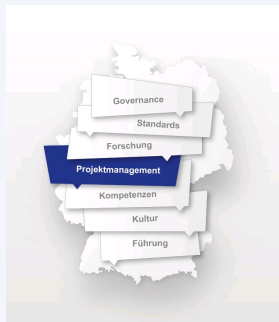 Governance
Standards
Forschung
Projektmanagement
Kompetenzen
Kultur
Führung